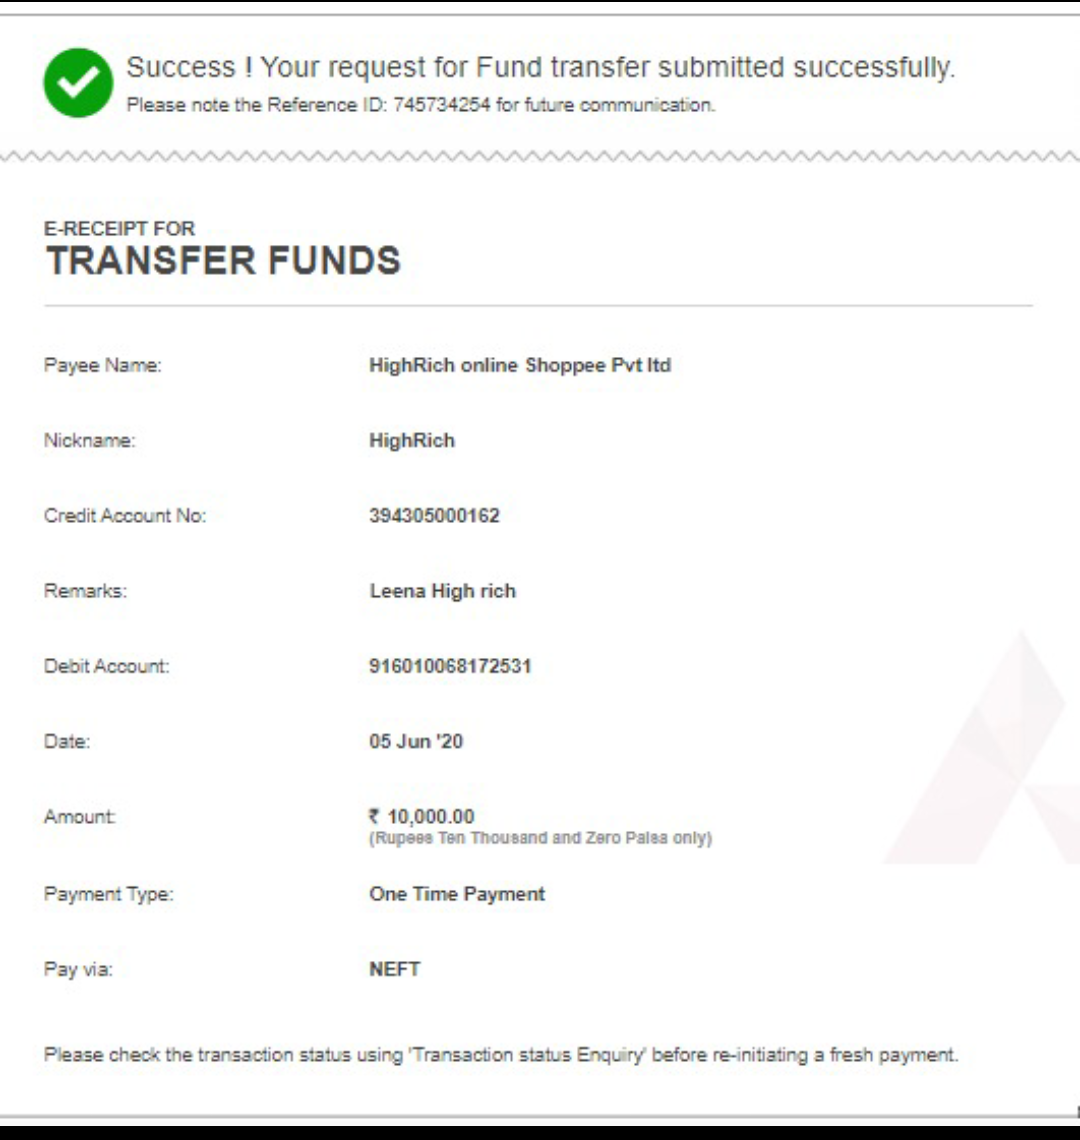 Success ! Your request for Fund transfer submitted successfully.
Please note the Reference ID: 745734254 for future communication.
E-RECEIPT FOR
TRANSFER FUNDS
Payee Name: HighRich online Shoppee Pvt ltd
Nickname: HighRich
Credit Account No: 394305000162
Remarks: Leena High rich
Debit Account: 916010068172531
Date: 05 Jun '20
Amount: ₹ 10,000.00
(Rupees Ten Thousand and Zero Paisa only)
Payment Type: One Time Payment
Pay via: NEFT
Please check the transaction status using 'Transaction status Enquiry' before re-initiating a fresh payment.